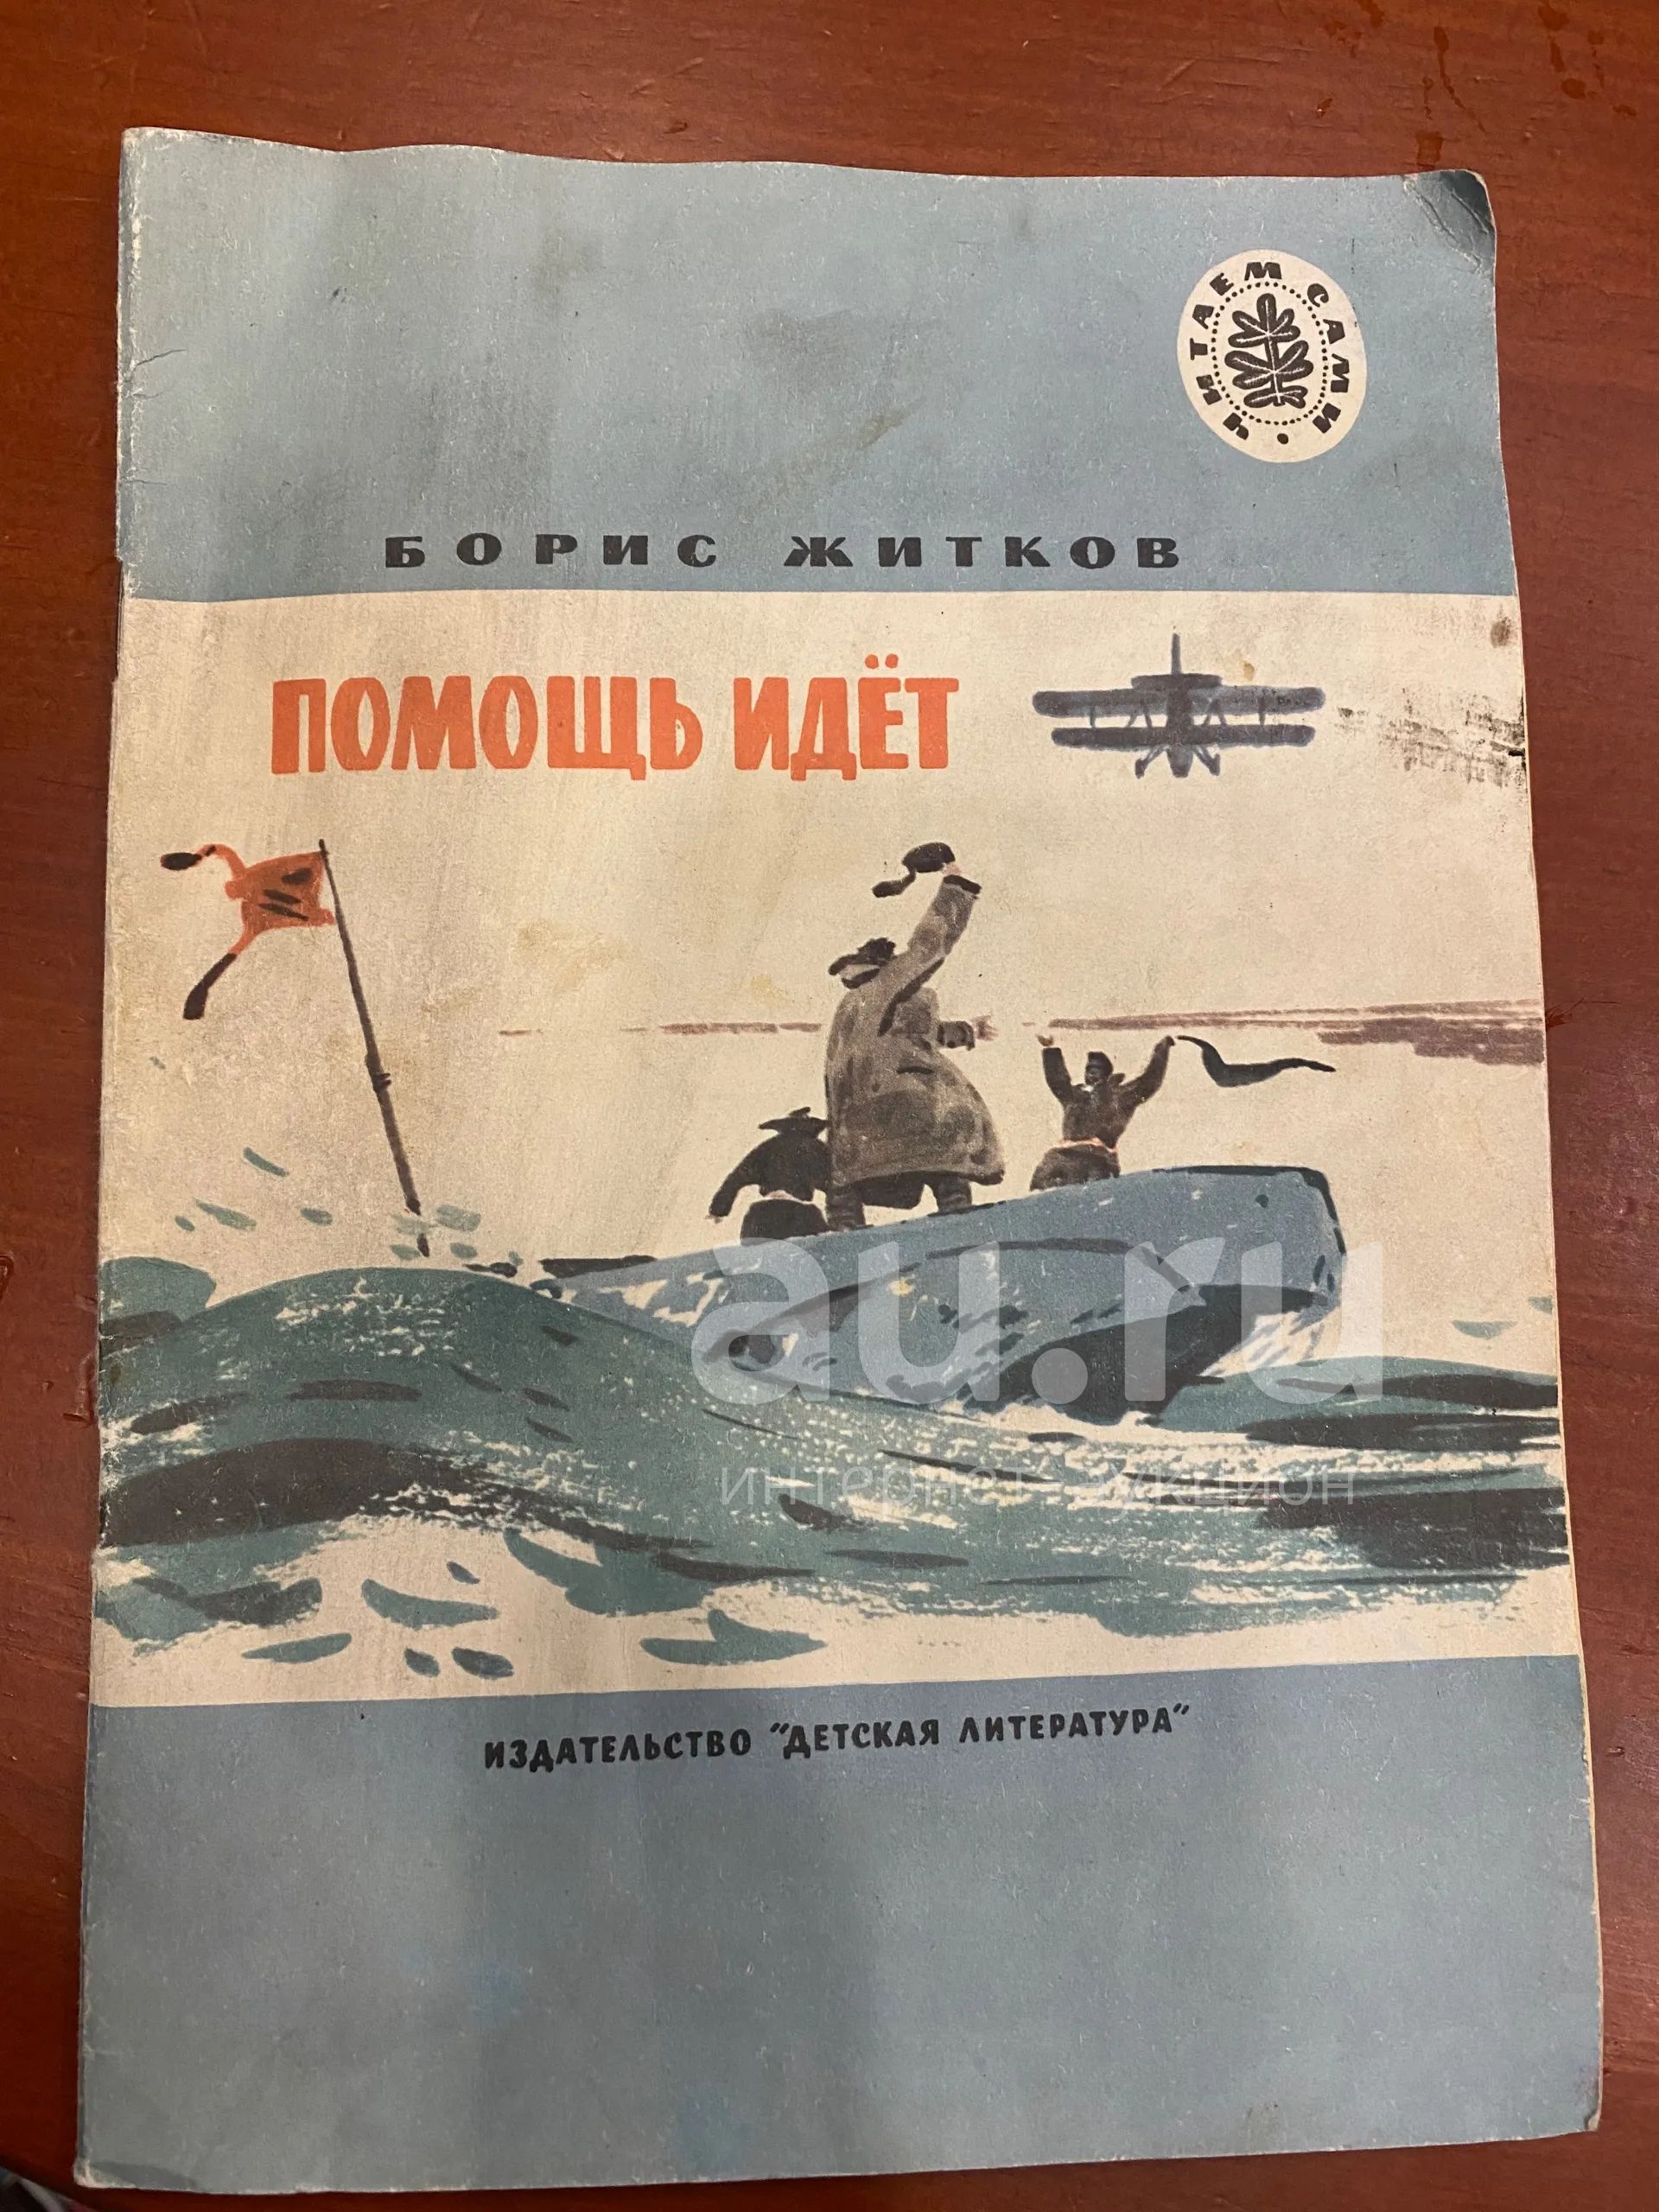 ЧИТАЕМ САМИ
БОРИС ЖИТКОВ
ПОМОЩЬ ИДЁТ
au.ru
интернет аукцион
ИЗДАТЕЛЬСТВО "ДЕТСКАЯ ЛИТЕРАТУРА"